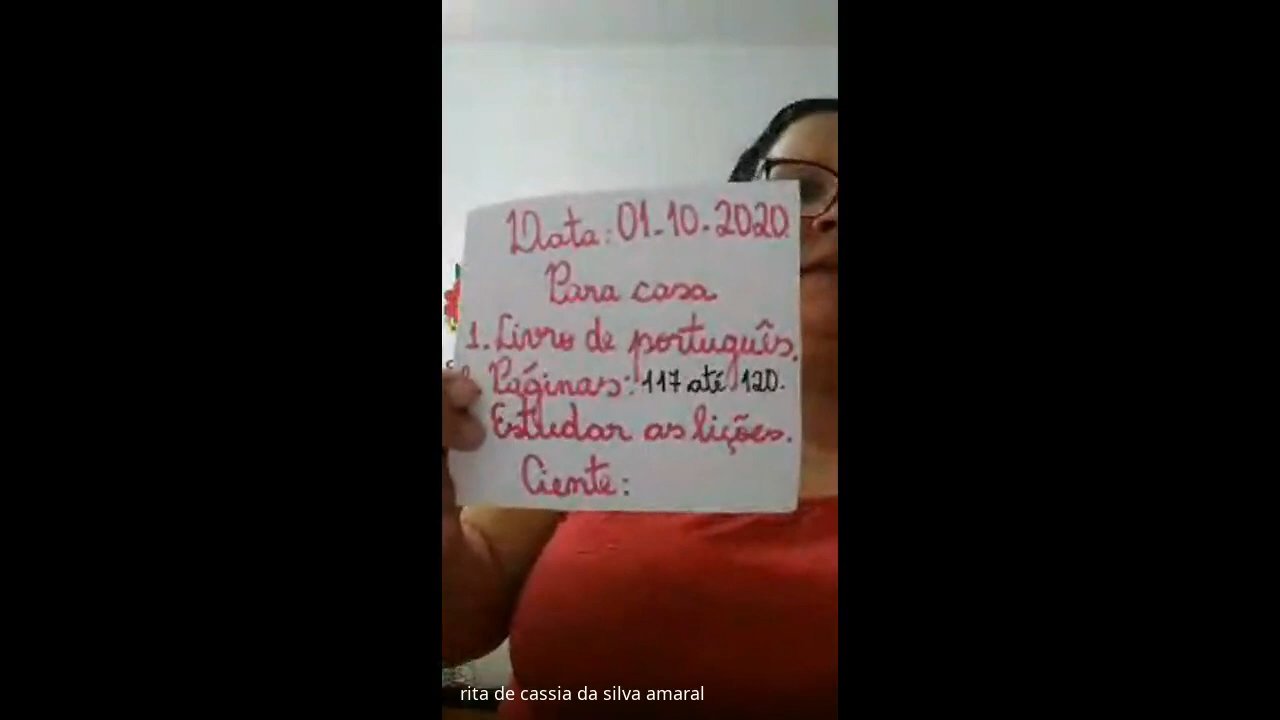 Data: 01.10.2020.
Para casa
1. Livro de português.
Páginas: 117 até 120.
Estudar as lições.
Ciente:
rita de cassia da silva amaral